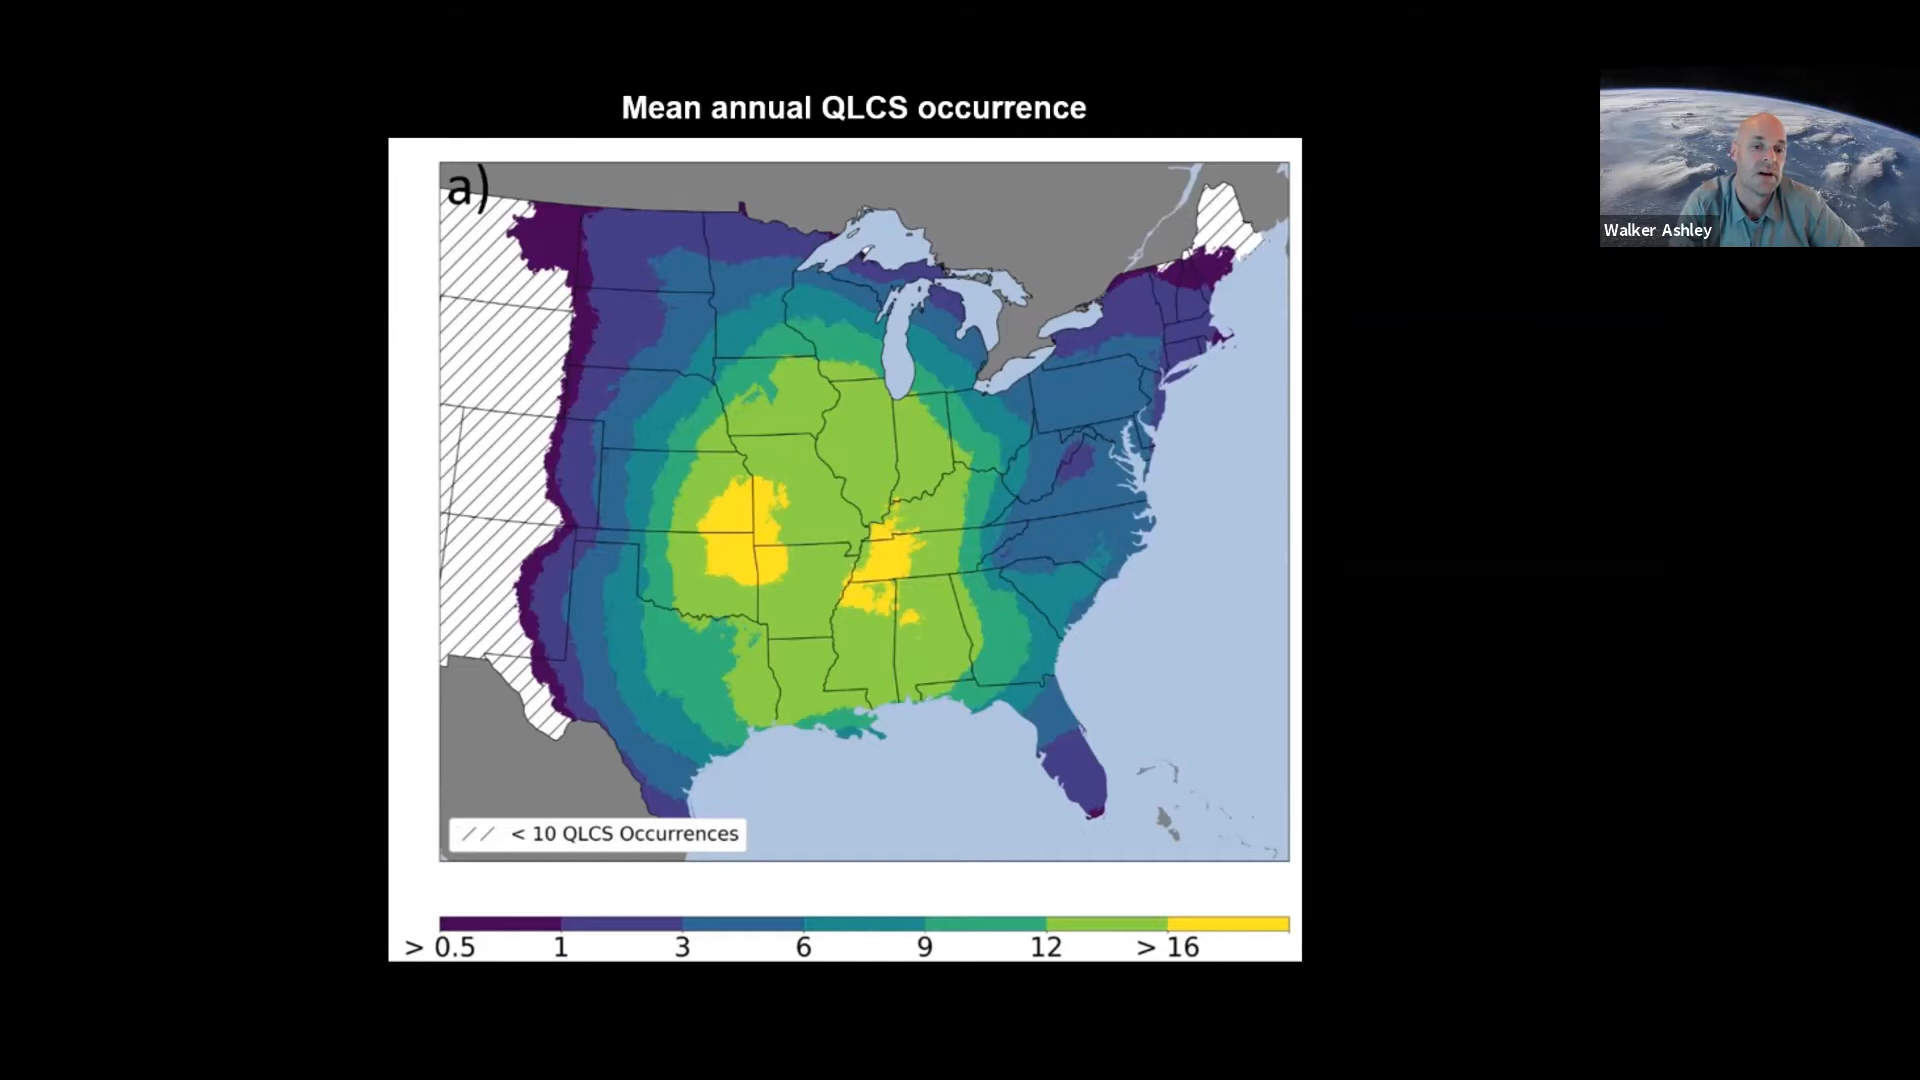 Mean annual QLCS occurrence
a)
Walker Ashley
< 10 QLCS Occurrences
> 0.5 1 3 6 9 12 > 16